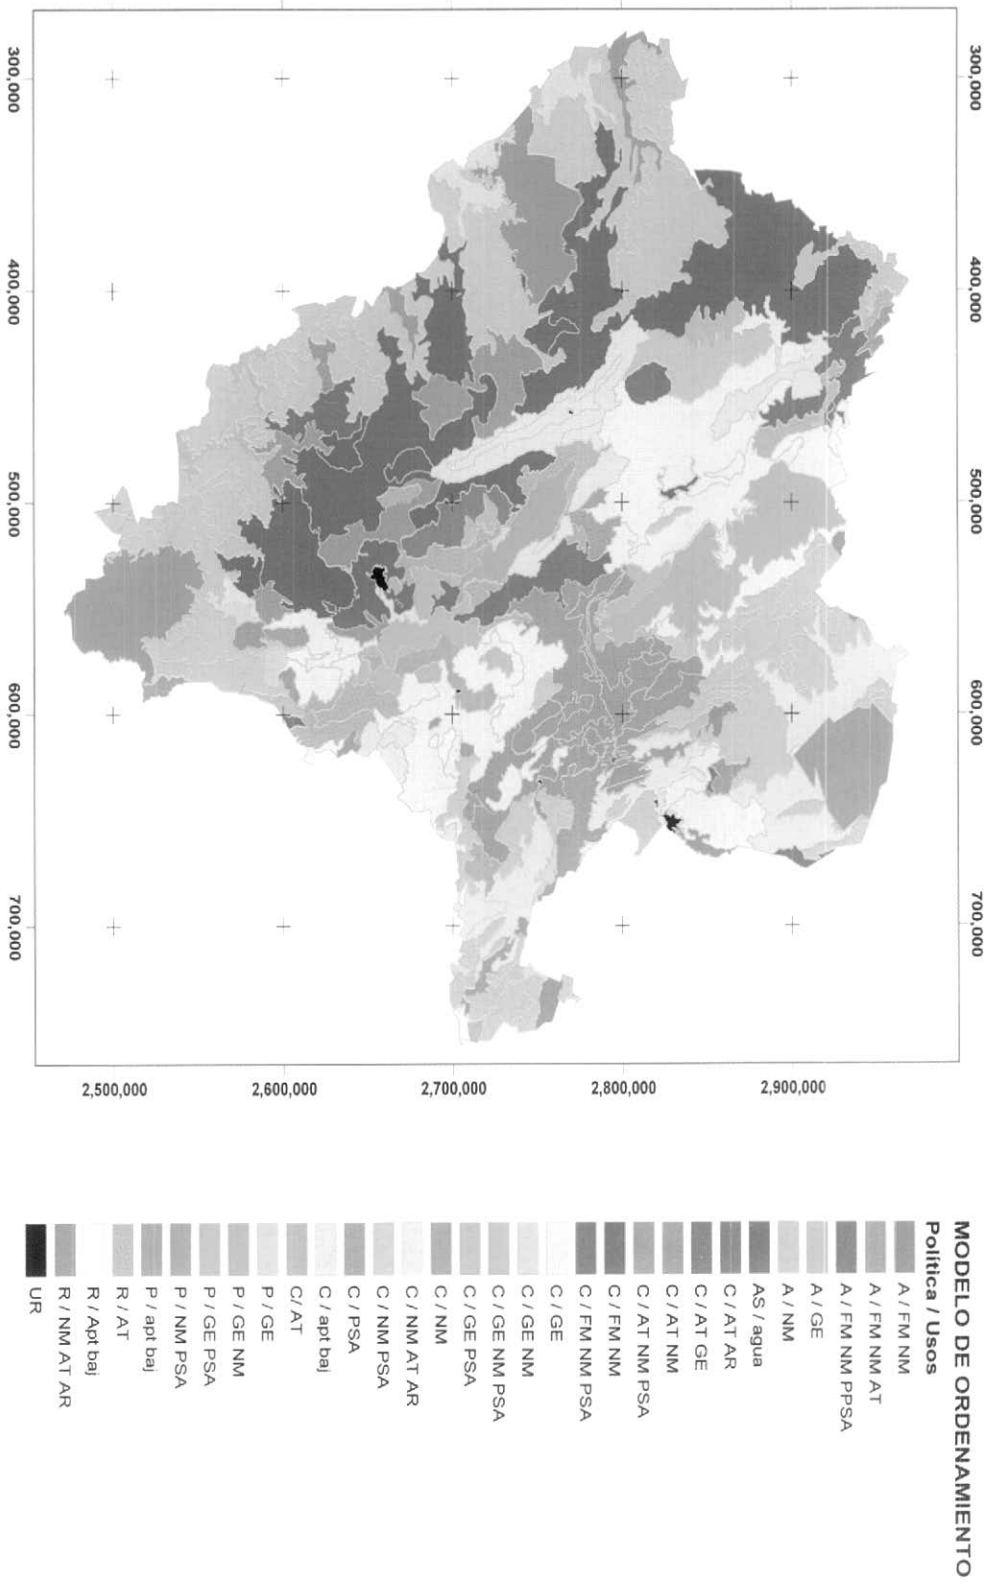 MODELO DE ORDENAMIENTO
Política / Usos
A / FM NM
A / FM NM AT
A / FM NM PPSA
A / GE
A / NM
AS / agua
C / AT AR
C / AT GE
C / AT NM
C / AT NM PSA
C / FM NM
C / FM NM PSA
C / GE
C / GE NM
C / GE NM PSA
C / GE PSA
C / NM
C / NM AT AR
C / NM PSA
C / PSA
C / apt baj
C/ AT
P / GE
P / GE NM
P / GE PSA
P / NM PSA
P / apt baj
R / AT
R / Apt baj
R / NM AT AR
UR
300,000
400,000
500,000
600,000
700,000
300,000
400,000
500,000
600,000
700,000
2,500,000
2,600,000
2,700,000
2,800,000
2,900,000